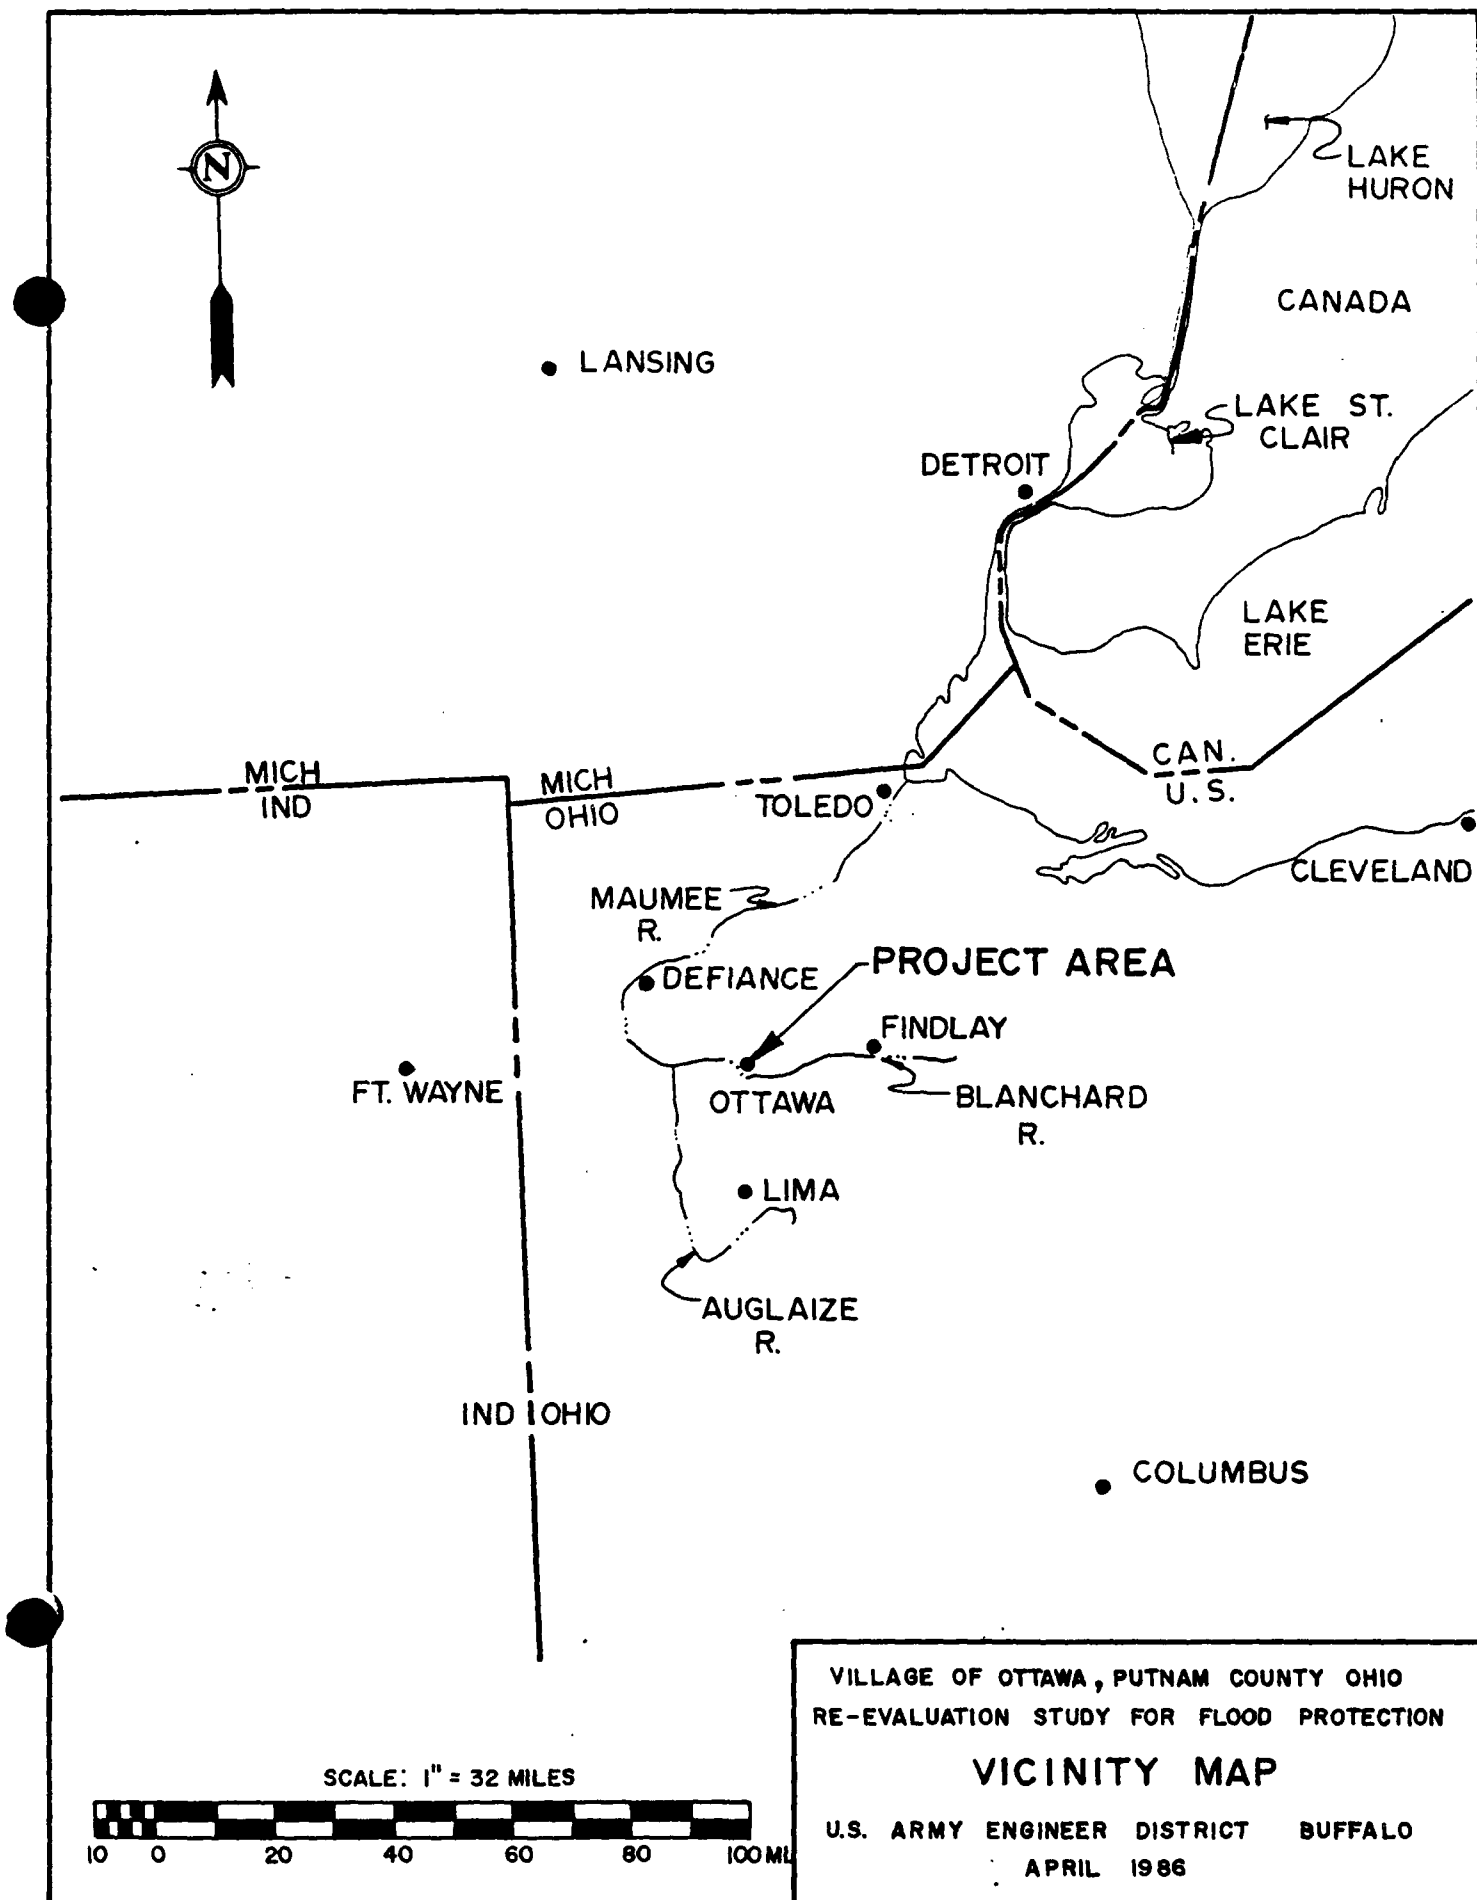 N
LAKE
HURON
CANADA
LANSING
LAKE ST.
CLAIR
DETROIT
LAKE
ERIE
CAN.
U.S.
MICH
IND
MICH
OHIO
TOLEDO
CLEVELAND
MAUMEE
R.
PROJECT AREA
DEFIANCE
FINDLAY
FT. WAYNE
OTTAWA
BLANCHARD
R.
LIMA
AUGLAIZE
R.
IND OHIO
COLUMBUS
SCALE: 1" = 32 MILES
10 0 20 40 60 80 100 MI
VILLAGE OF OTTAWA, PUTNAM COUNTY OHIO
RE-EVALUATION STUDY FOR FLOOD PROTECTION
VICINITY MAP
U.S. ARMY ENGINEER DISTRICT BUFFALO
APRIL 1986